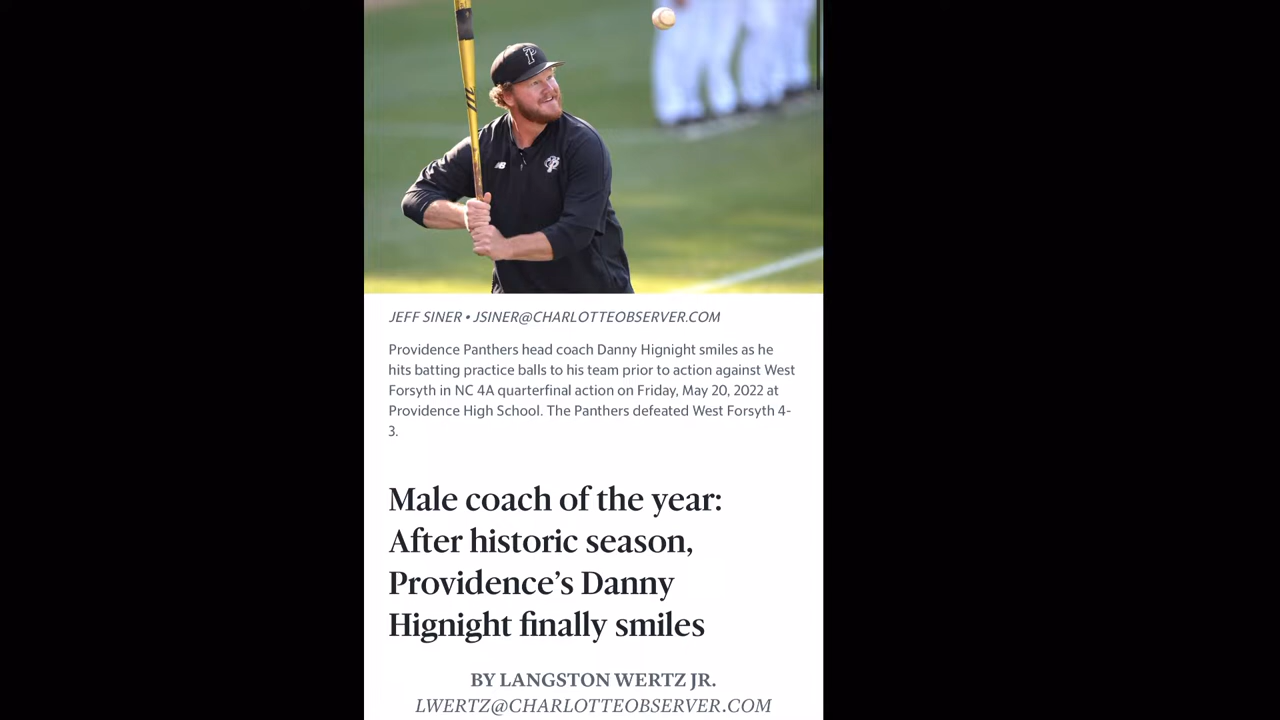 P
NB
P
JEFF SINER • JSINER@CHARLOTTEOBSERVER.COM
Providence Panthers head coach Danny Hignight smiles as he
hits batting practice balls to his team prior to action against West
Forsyth in NC 4A quarterfinal action on Friday, May 20, 2022 at
Providence High School. The Panthers defeated West Forsyth 4-
3.
Male coach of the year:
After historic season,
Providence’s Danny
Hignight finally smiles
BY LANGSTON WERTZ JR.
LWERTZ@CHARLOTTEOBSERVER.COM